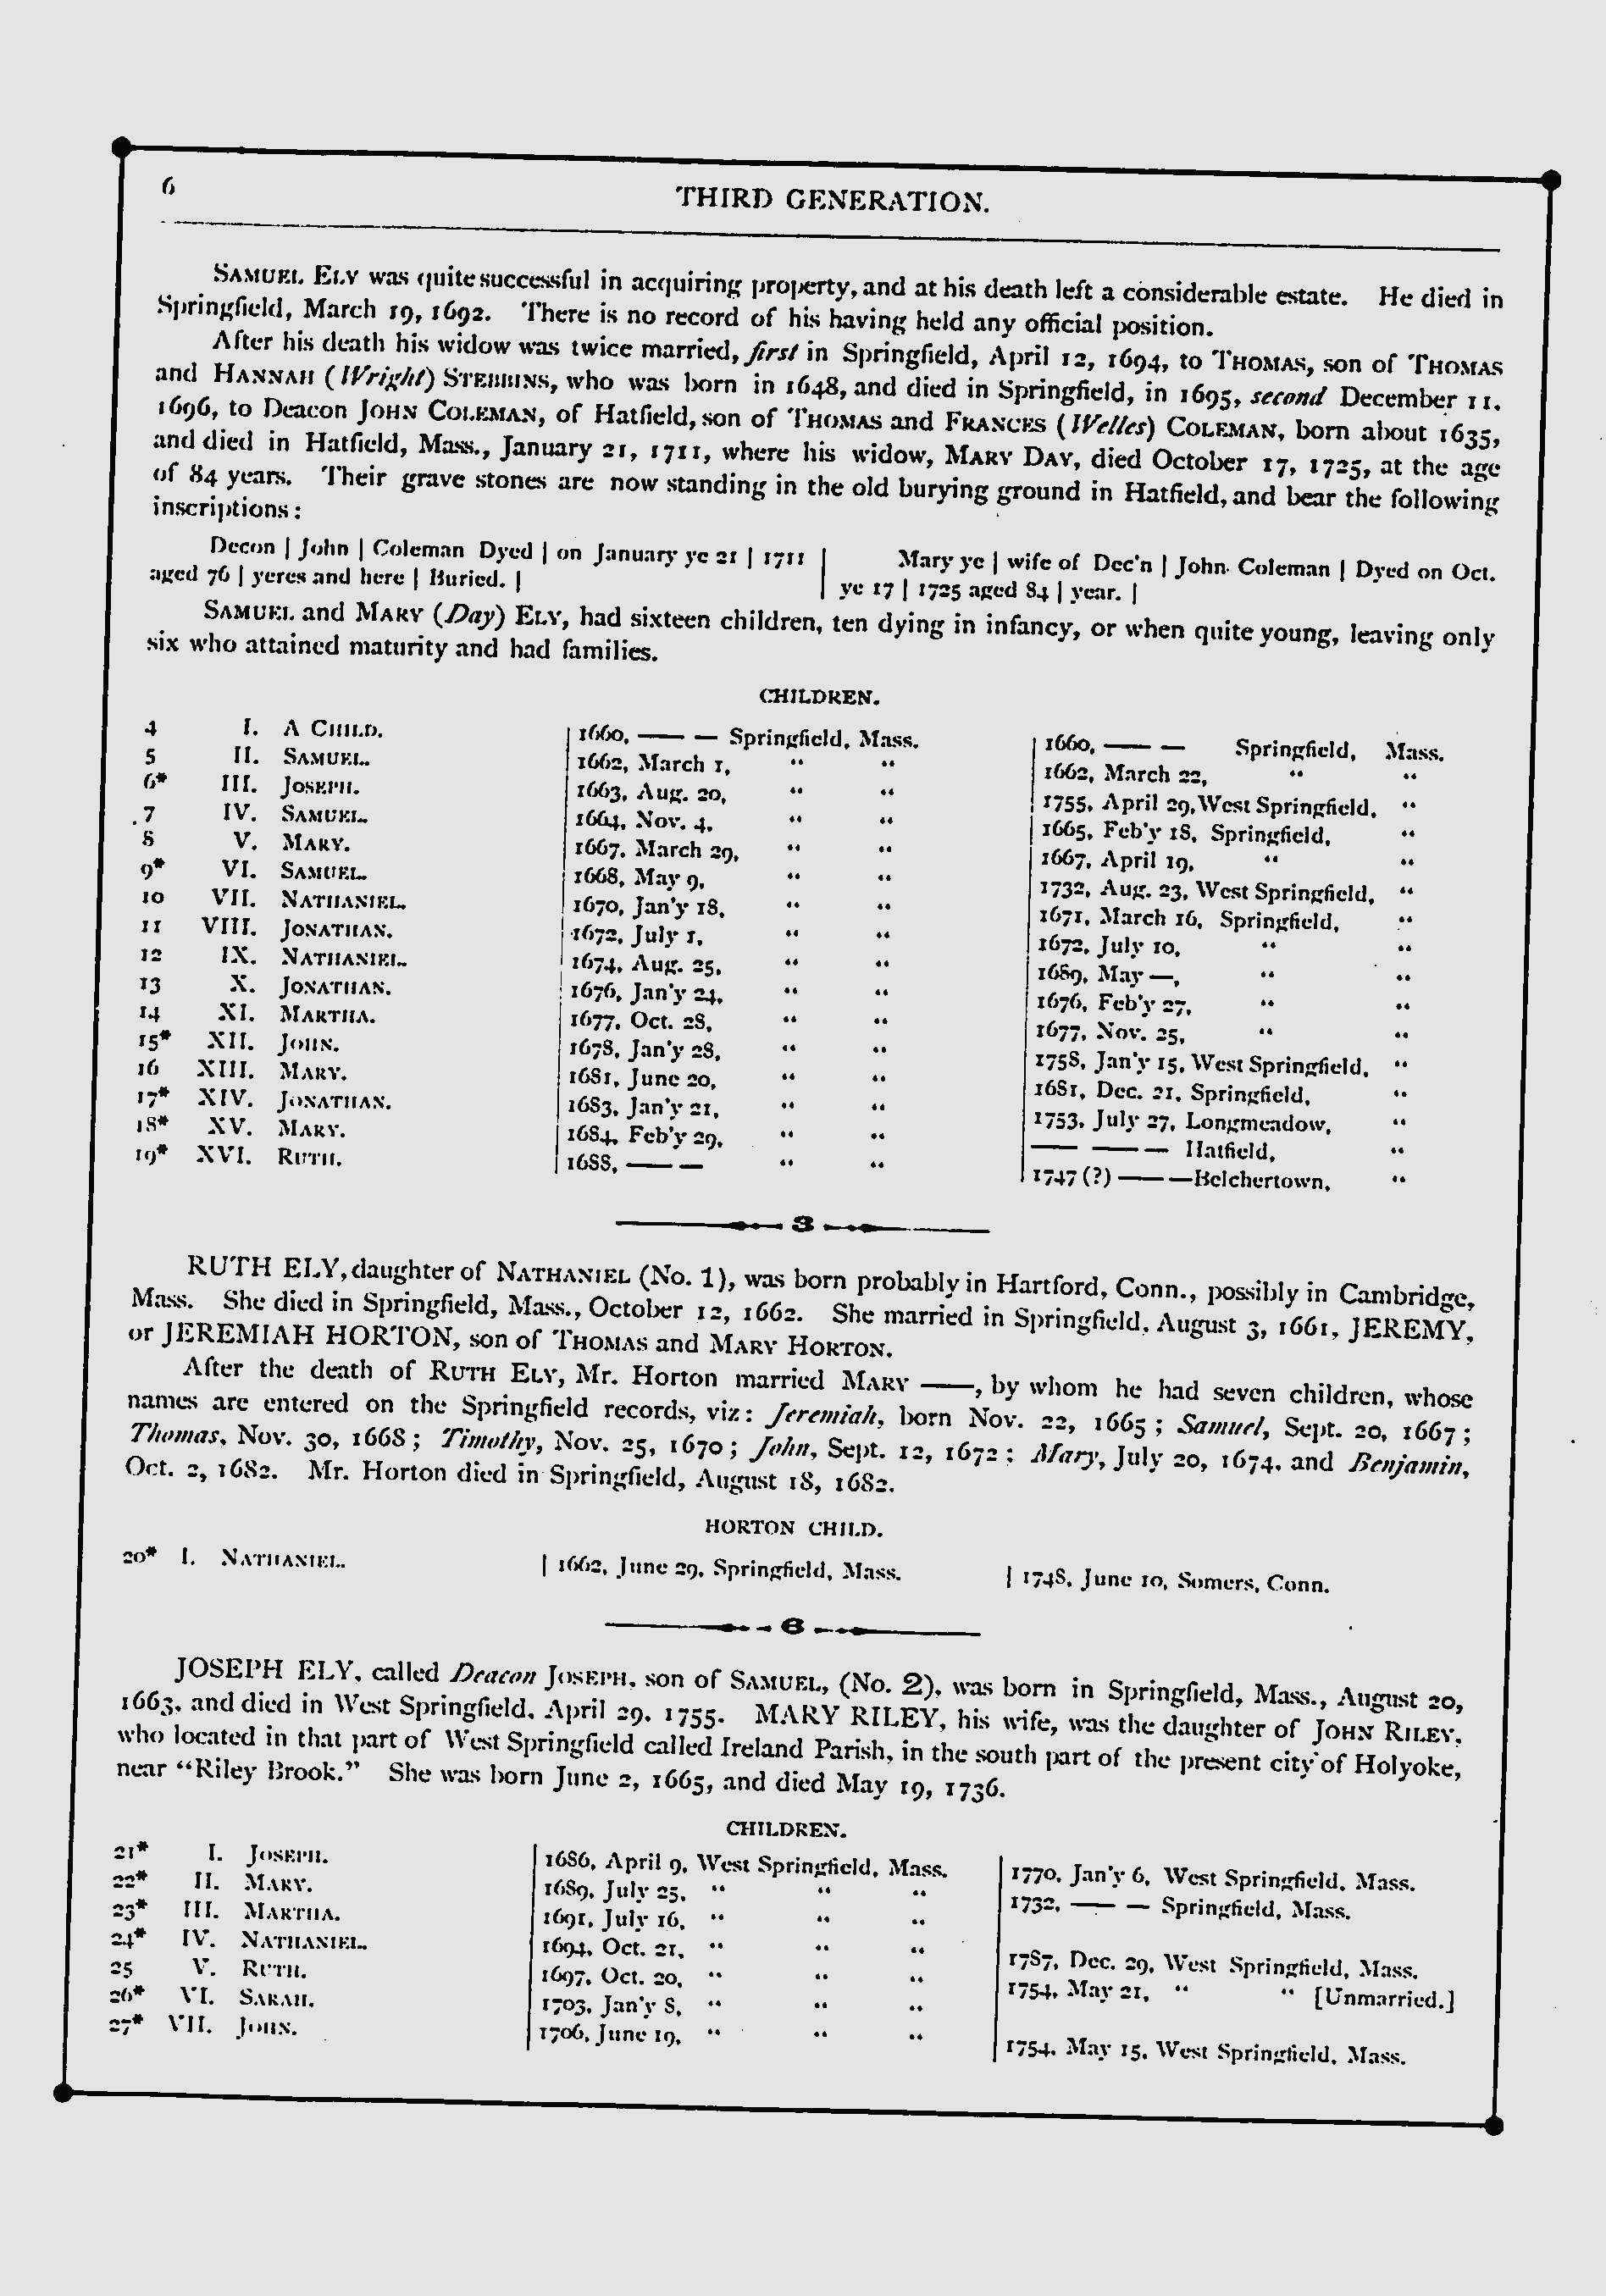 6
THIRD GENERATION.
SAMUEL ELY was quite successful in acquiring property, and at his death left a considerable estate. He died in
Springfield, March 19, 1692. There is no record of his having held any official position.
After his death his widow was twice married, first in Springfield, April 12, 1694, to THOMAS, son of THOMAS
and HANNAH (Wright) STEBBINS, who was born in 1648, and died in Springfield, in 1695, second December 11.
1696, to Deacon JOHN COLEMAN, of Hatfield, son of THOMAS and FRANCES (Welles) COLEMAN, born about 1635,
and died in Hatfield, Mass., January 21, 1711, where his widow, MARY DAY, died October 17, 1725, at the age
of 84 years. Their grave stones are now standing in the old burying ground in Hatfield, and bear the following
inscriptions:
Decon | John | Coleman Dyed | on January ye 21 | 1711
aged 76 | yeres and here | Buried. |
Mary ye | wife of Dec'n | John Coleman | Dyed on Oct.
ye 17 | 1725 aged 84 | year. |
SAMUEL and MARY (Day) ELY, had sixteen children, ten dying in infancy, or when quite young, leaving only
six who attained maturity and had families.
CHILDREN.
4 I. A CHILD. | 1660, —— — Springfield, Mass. | 1660, —— — Springfield, Mass.
5 II. SAMUEL. | 1662, March 1, " " | 1662, March 22, " "
6* III. JOSEPH. | 1663, Aug. 20, " " | 1755, April 29, West Springfield, "
7 IV. SAMUEL. | 1664, Nov. 4, " " | 1665, Feb'y 18, Springfield, "
8 V. MARY. | 1667, March 29, " " | 1667, April 19, " "
9* VI. SAMUEL. | 1668, May 9, " " | 1732, Aug. 23, West Springfield, "
10 VII. NATHANIEL. | 1670, Jan'y 18, " " | 1671, March 16, Springfield, "
11 VIII. JONATHAN. | 1672, July 1, " " | 1672, July 10, " "
12 IX. NATHANIEL. | 1674, Aug. 25, " " | 1689, May —, " "
13 X. JONATHAN. | 1676, Jan'y 24, " " | 1676, Feb'y 27, " "
14 XI. MARTHA. | 1677, Oct. 28, " " | 1677, Nov. 25, " "
15* XII. JOHN. | 1678, Jan'y 28, " " | 1758, Jan'y 15, West Springfield, "
16 XIII. MARY. | 1681, June 20, " " | 1681, Dec. 21, Springfield, "
17* XIV. JONATHAN. | 1683, Jan'y 21, " " | 1753, July 27, Longmeadow, "
18* XV. MARY. | 1684, Feb'y 29, " " | —— —— — Hatfield, "
19* XVI. RUTH. | 1688, —— — " " | 1747 (?) —— — Belchertown, "
3
RUTH ELY, daughter of NATHANIEL (No. 1), was born probably in Hartford, Conn., possibly in Cambridge,
Mass. She died in Springfield, Mass., October 12, 1662. She married in Springfield, August 3, 1661, JEREMY,
or JEREMIAH HORTON, son of THOMAS and MARY HORTON.
After the death of RUTH ELY, Mr. Horton married MARY ——, by whom he had seven children, whose
names are entered on the Springfield records, viz: Jeremiah, born Nov. 22, 1665; Samuel, Sept. 20, 1667;
Thomas, Nov. 30, 1668; Timothy, Nov. 25, 1670; John, Sept. 12, 1672; Mary, July 20, 1674, and Benjamin,
Oct. 2, 1682. Mr. Horton died in Springfield, August 18, 1682.
HORTON CHILD.
20* I. NATHANIEL. | 1662, June 29, Springfield, Mass. | 1748, June 10, Somers, Conn.
6
JOSEPH ELY, called Deacon JOSEPH, son of SAMUEL, (No. 2), was born in Springfield, Mass., August 20,
1663, and died in West Springfield, April 29, 1755. MARY RILEY, his wife, was the daughter of JOHN RILEY,
who located in that part of West Springfield called Ireland Parish, in the south part of the present city of Holyoke,
near "Riley Brook." She was born June 2, 1665, and died May 19, 1736.
CHILDREN.
21* I. JOSEPH. | 1686, April 9, West Springfield, Mass. | 1770, Jan'y 6, West Springfield, Mass.
22* II. MARY. | 1689, July 25, " " " | 1732, —— — Springfield, Mass.
23* III. MARTHA. | 1691, July 16, " " "
24* IV. NATHANIEL. | 1694, Oct. 21, " " " | 1787, Dec. 29, West Springfield, Mass.
25 V. RUTH. | 1697, Oct. 20, " " " | 1754, May 21, " " [Unmarried.]
26* VI. SARAH. | 1703, Jan'y 8, " " "
27* VII. JOHN. | 1706, June 19, " " " | 1754, May 15, West Springfield, Mass.